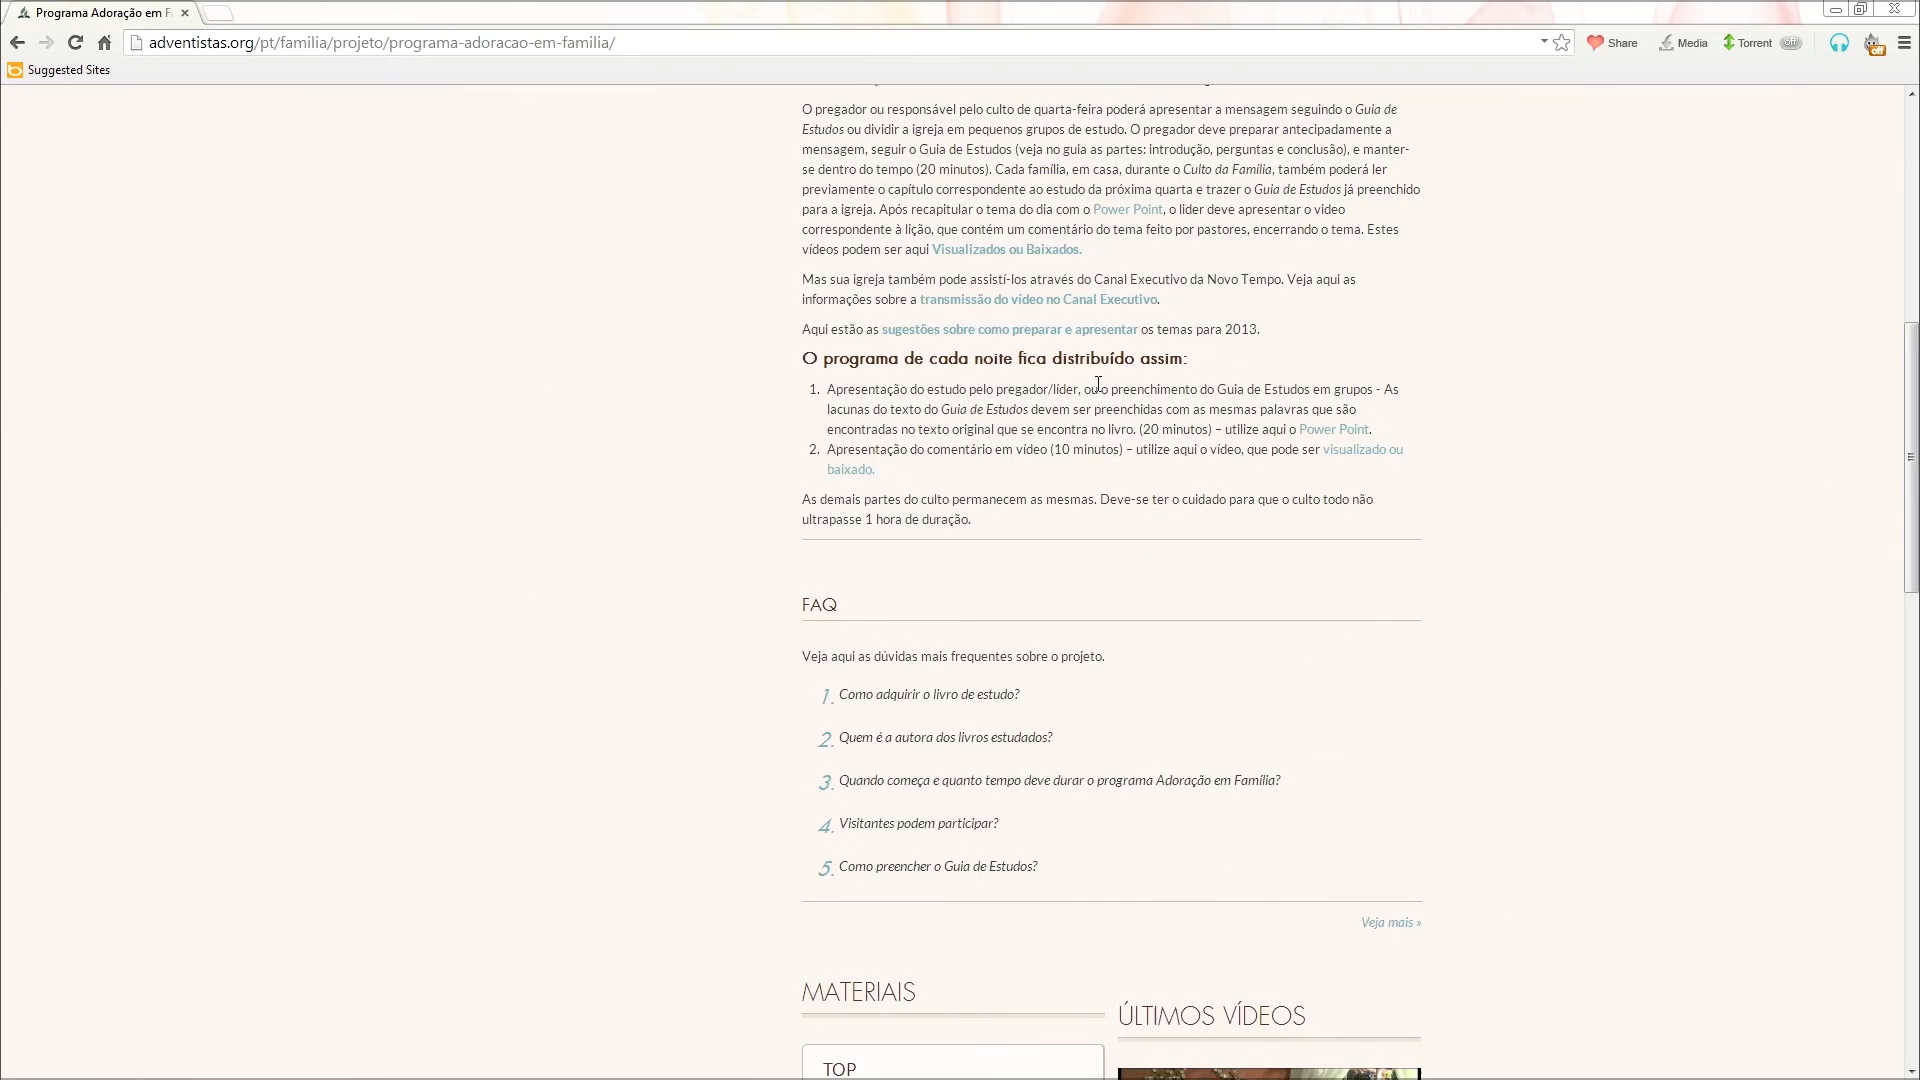 Programa Adoração em F
adventistas.org/pt/familia/projeto/programa-adoracao-em-familia/
Share
Media
Torrent
off
off
Suggested Sites
O pregador ou responsável pelo culto de quarta-feira poderá apresentar a mensagem seguindo o Guia de
Estudos ou dividir a igreja em pequenos grupos de estudo. O pregador deve preparar antecipadamente a
mensagem, seguir o Guia de Estudos (veja no guia as partes: introdução, perguntas e conclusão), e manter-
se dentro do tempo (20 minutos). Cada família, em casa, durante o Culto da Família, também poderá ler
previamente o capítulo correspondente ao estudo da próxima quarta e trazer o Guia de Estudos já preenchido
para a igreja. Após recapitular o tema do dia com o Power Point, o lider deve apresentar o video
correspondente à lição, que contém um comentário do tema feito por pastores, encerrando o tema. Estes
vídeos podem ser aqui Visualizados ou Baixados.
Mas sua igreja também pode assistí-los através do Canal Executivo da Novo Tempo. Veja aqui as
informações sobre a transmissão do vídeo no Canal Executivo.
Aqui estão as sugestões sobre como preparar e apresentar os temas para 2013.
O programa de cada noite fica distribuído assim:
1. Apresentação do estudo pelo pregador/líder, ou o preenchimento do Guia de Estudos em grupos - As
lacunas do texto do Guia de Estudos devem ser preenchidas com as mesmas palavras que são
encontradas no texto original que se encontra no livro. (20 minutos) – utilize aqui o Power Point.
2. Apresentação do comentário em vídeo (10 minutos) – utilize aqui o vídeo, que pode ser visualizado ou
baixado.
As demais partes do culto permanecem as mesmas. Deve-se ter o cuidado para que o culto todo não
ultrapasse 1 hora de duração.
FAQ
Veja aqui as dúvidas mais frequentes sobre o projeto.
1. Como adquirir o livro de estudo?
2. Quem é a autora dos livros estudados?
3. Quando começa e quanto tempo deve durar o programa Adoração em Família?
4. Visitantes podem participar?
5. Como preencher o Guia de Estudos?
Veja mais »
MATERIAIS
ÚLTIMOS VÍDEOS
TOP